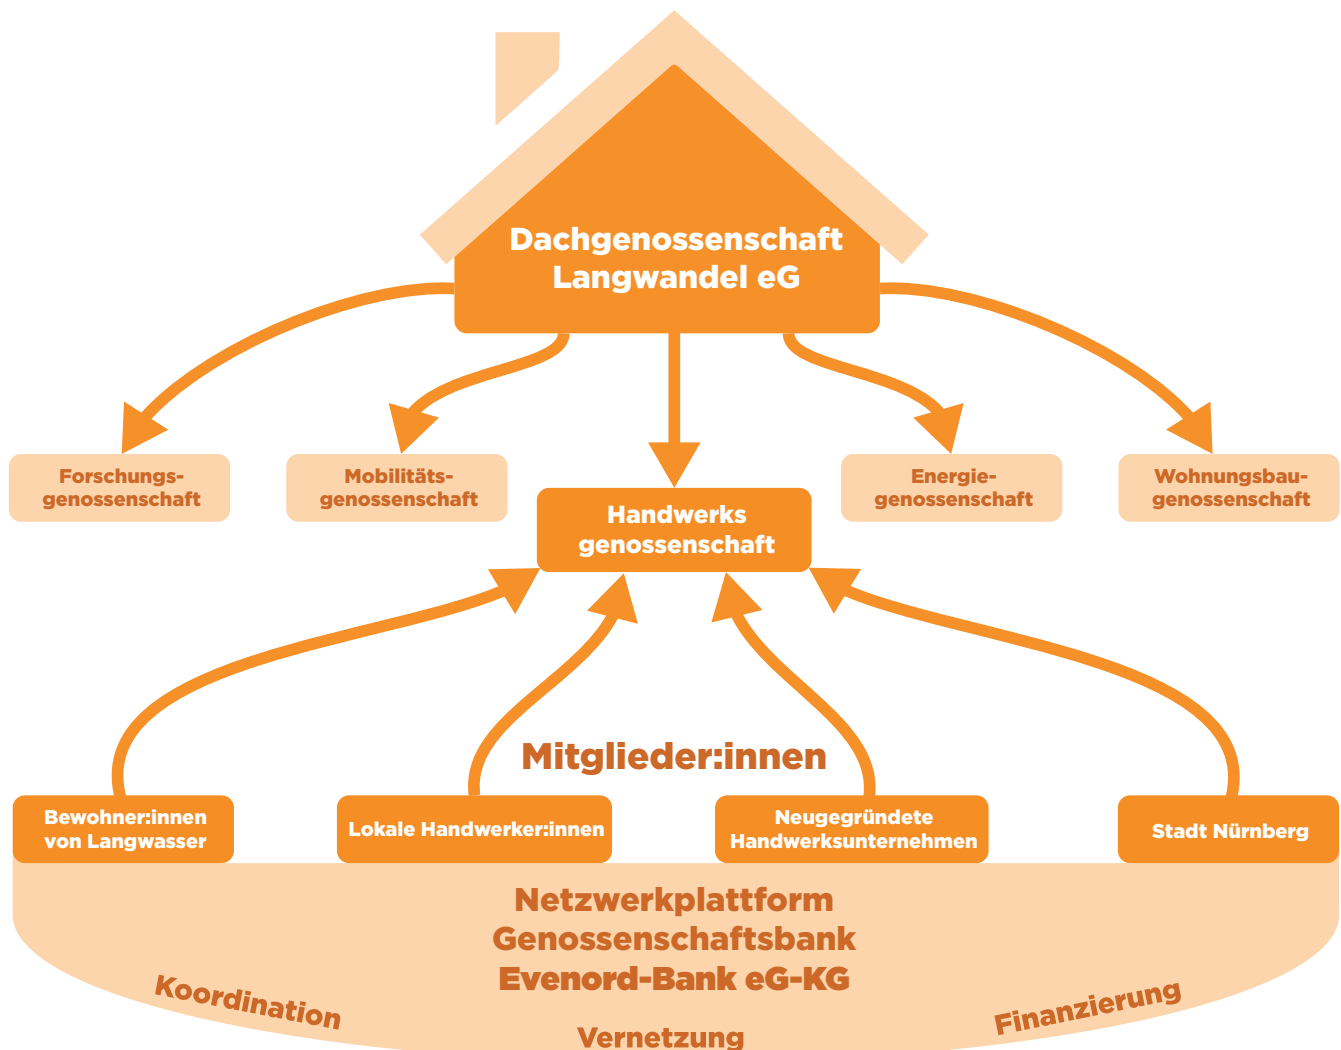 Dachgenossenschaft
Langwandel eG
Forschungs-
genossenschaft
Mobilitäts-
genossenschaft
Handwerks
genossenschaft
Energie-
genossenschaft
Wohnungsbau-
genossenschaft
Mitglieder:innen
Bewohner:innen
von Langwasser
Lokale Handwerker:innen
Neugegründete
Handwerksunternehmen
Stadt Nürnberg
Netzwerkplattform
Genossenschaftsbank
Evenord-Bank eG-KG
Koordination
Vernetzung
Finanzierung